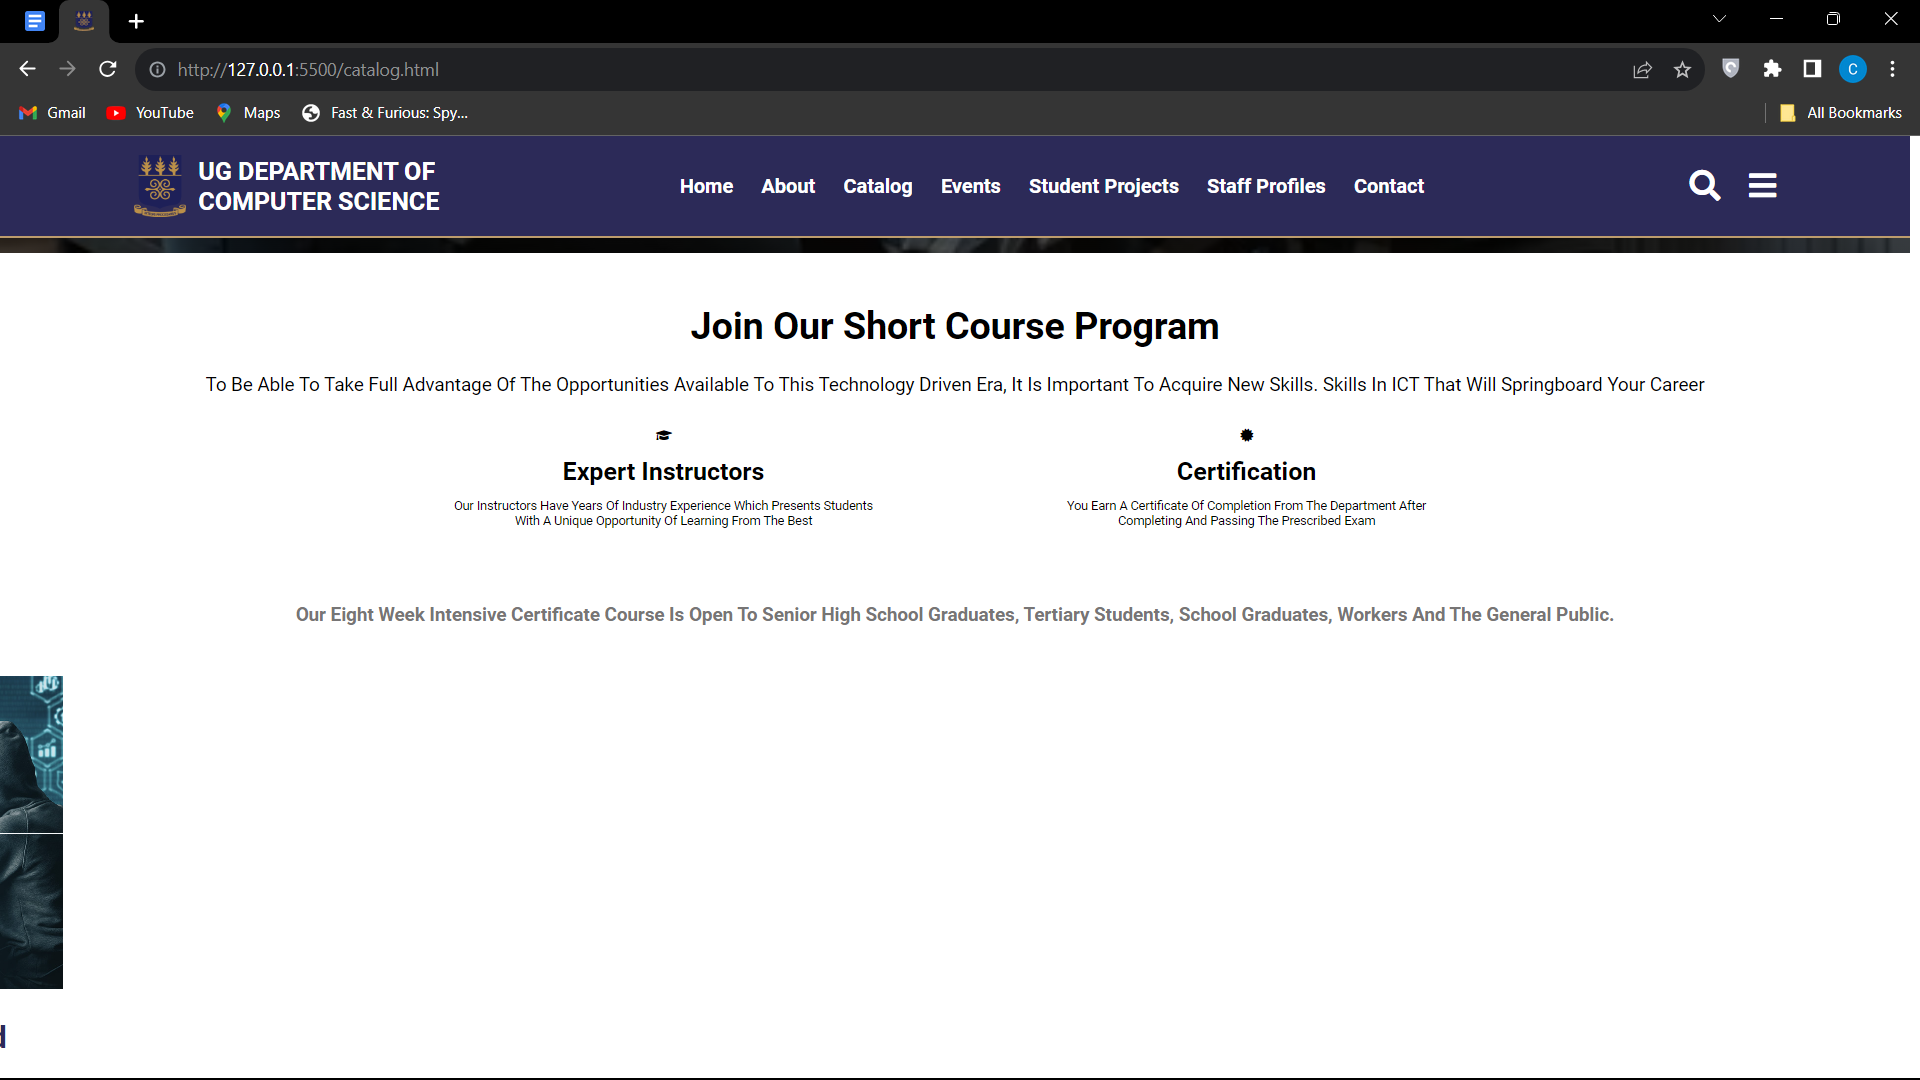 http://127.0.0.1:5500/catalog.html
C
Gmail
YouTube
Maps
Fast & Furious: Spy...
All Bookmarks
UG DEPARTMENT OF
COMPUTER SCIENCE
Home
About
Catalog
Events
Student Projects
Staff Profiles
Contact
Join Our Short Course Program
To Be Able To Take Full Advantage Of The Opportunities Available To This Technology Driven Era, It Is Important To Acquire New Skills. Skills In ICT That Will Springboard Your Career
Expert Instructors
Our Instructors Have Years Of Industry Experience Which Presents Students
With A Unique Opportunity Of Learning From The Best
Certification
You Earn A Certificate Of Completion From The Department After
Completing And Passing The Prescribed Exam
Our Eight Week Intensive Certificate Course Is Open To Senior High School Graduates, Tertiary Students, School Graduates, Workers And The General Public.